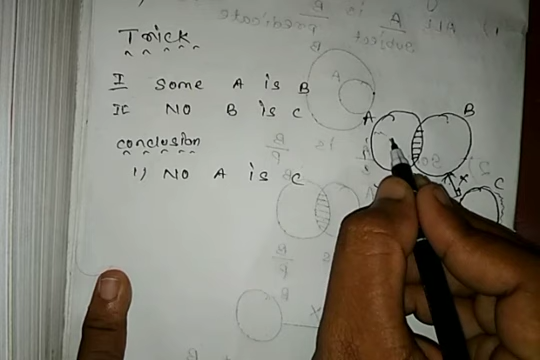 Trick
I Some A is B
II No B is C
conclusion
1) No A is C
A B
X C